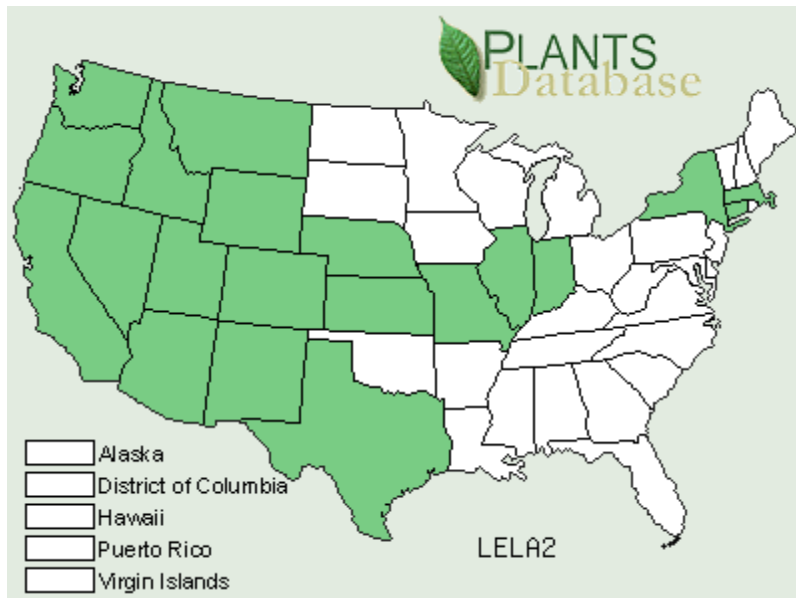 PLANTS
Database
Alaska
District of Columbia
Hawaii
Puerto Rico
Virgin Islands
LELA2